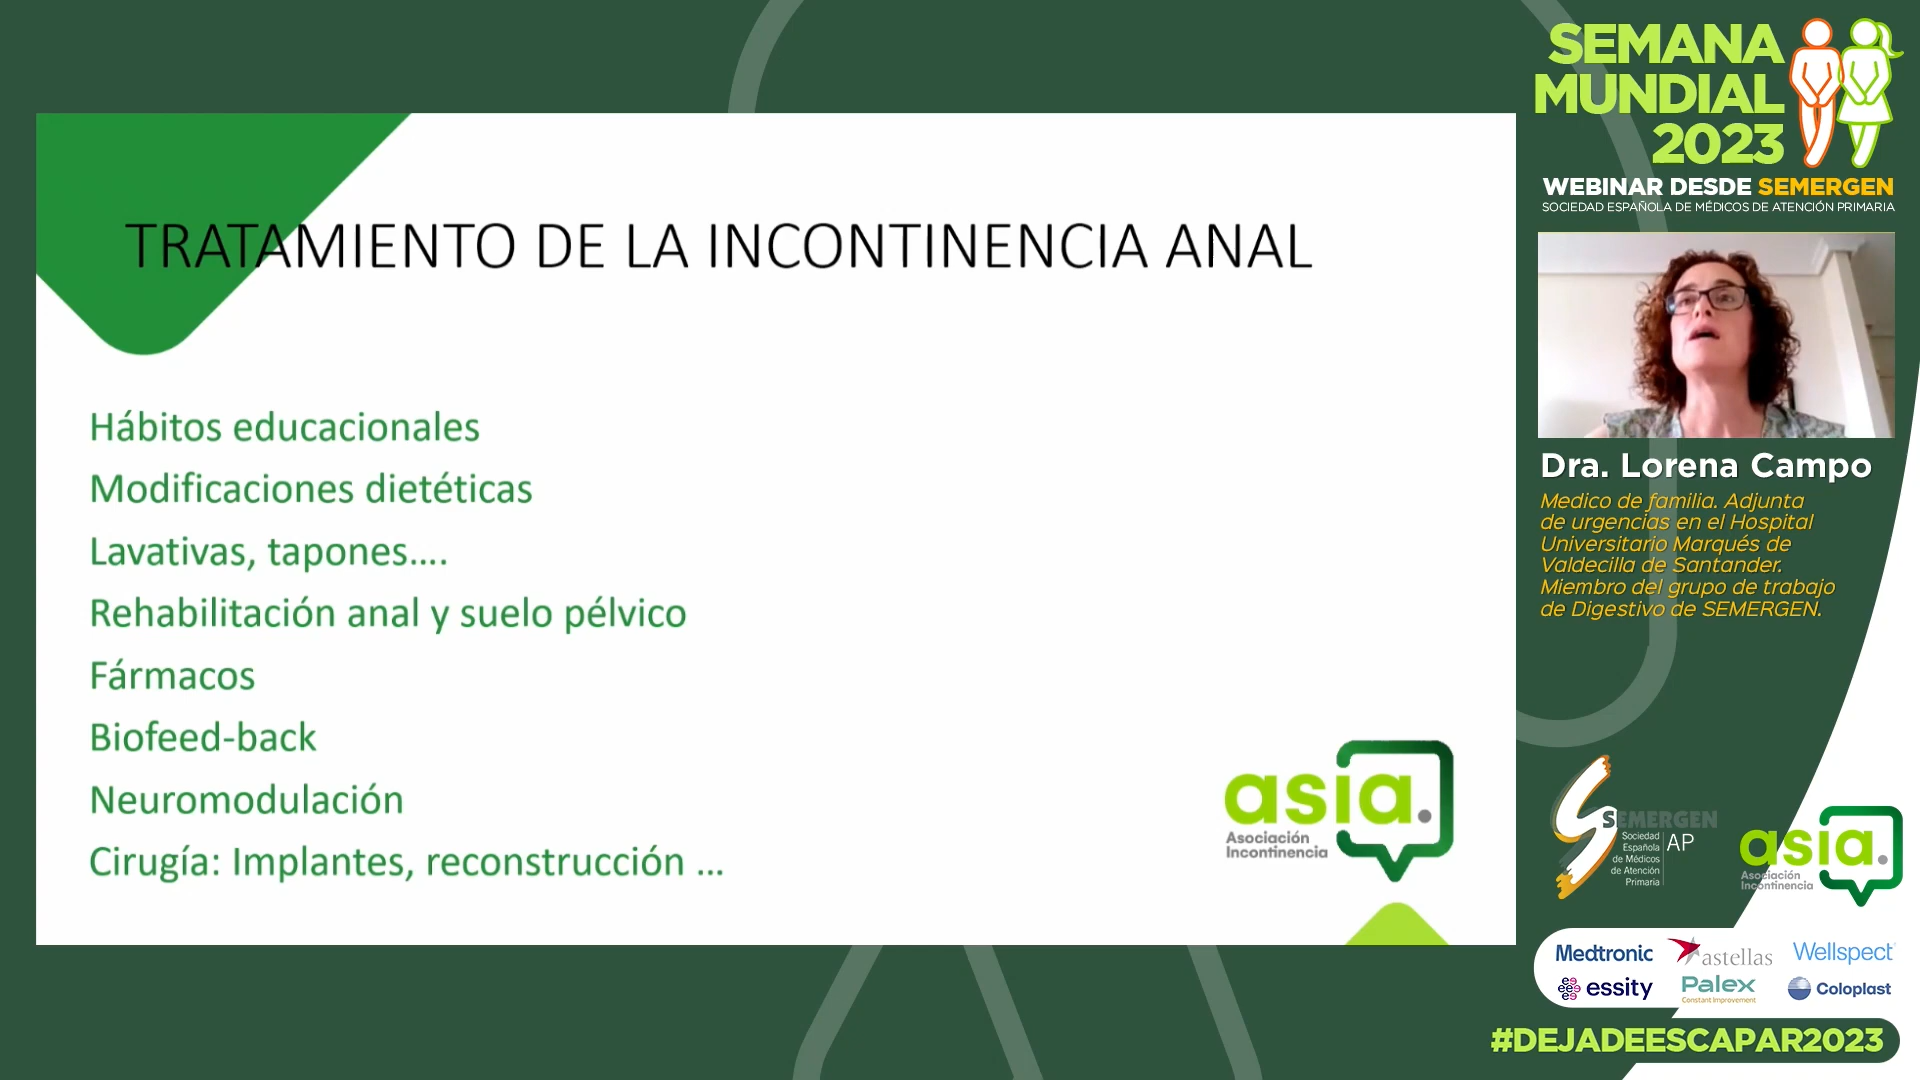 SEMANA
MUNDIAL
2023
WEBINAR DESDE SEMERGEN
SOCIEDAD ESPAÑOLA DE MÉDICOS DE ATENCIÓN PRIMARIA
TRATAMIENTO DE LA INCONTINENCIA ANAL
Hábitos educacionales
Modificaciones dietéticas
Lavativas, tapones....
Rehabilitación anal y suelo pélvico
Fármacos
Biofeed-back
Neuromodulación
Cirugía: Implantes, reconstrucción ...
asia.
Asociación
Incontinencia
Dra. Lorena Campo
Medico de familia. Adjunta
de urgencias en el Hospital
Universitario Marqués de
Valdecilla de Santander.
Miembro del grupo de trabajo
de Digestivo de SEMERGEN.
SEMERGEN
Sociedad
Española
de Médicos
de Atención
Primaria
AP
asia.
Asociación
Incontinencia
Medtronic
astellas
Wellspect
essity
Palex
Constant Improvement
Coloplast
#DEJADEESCAPAR2023